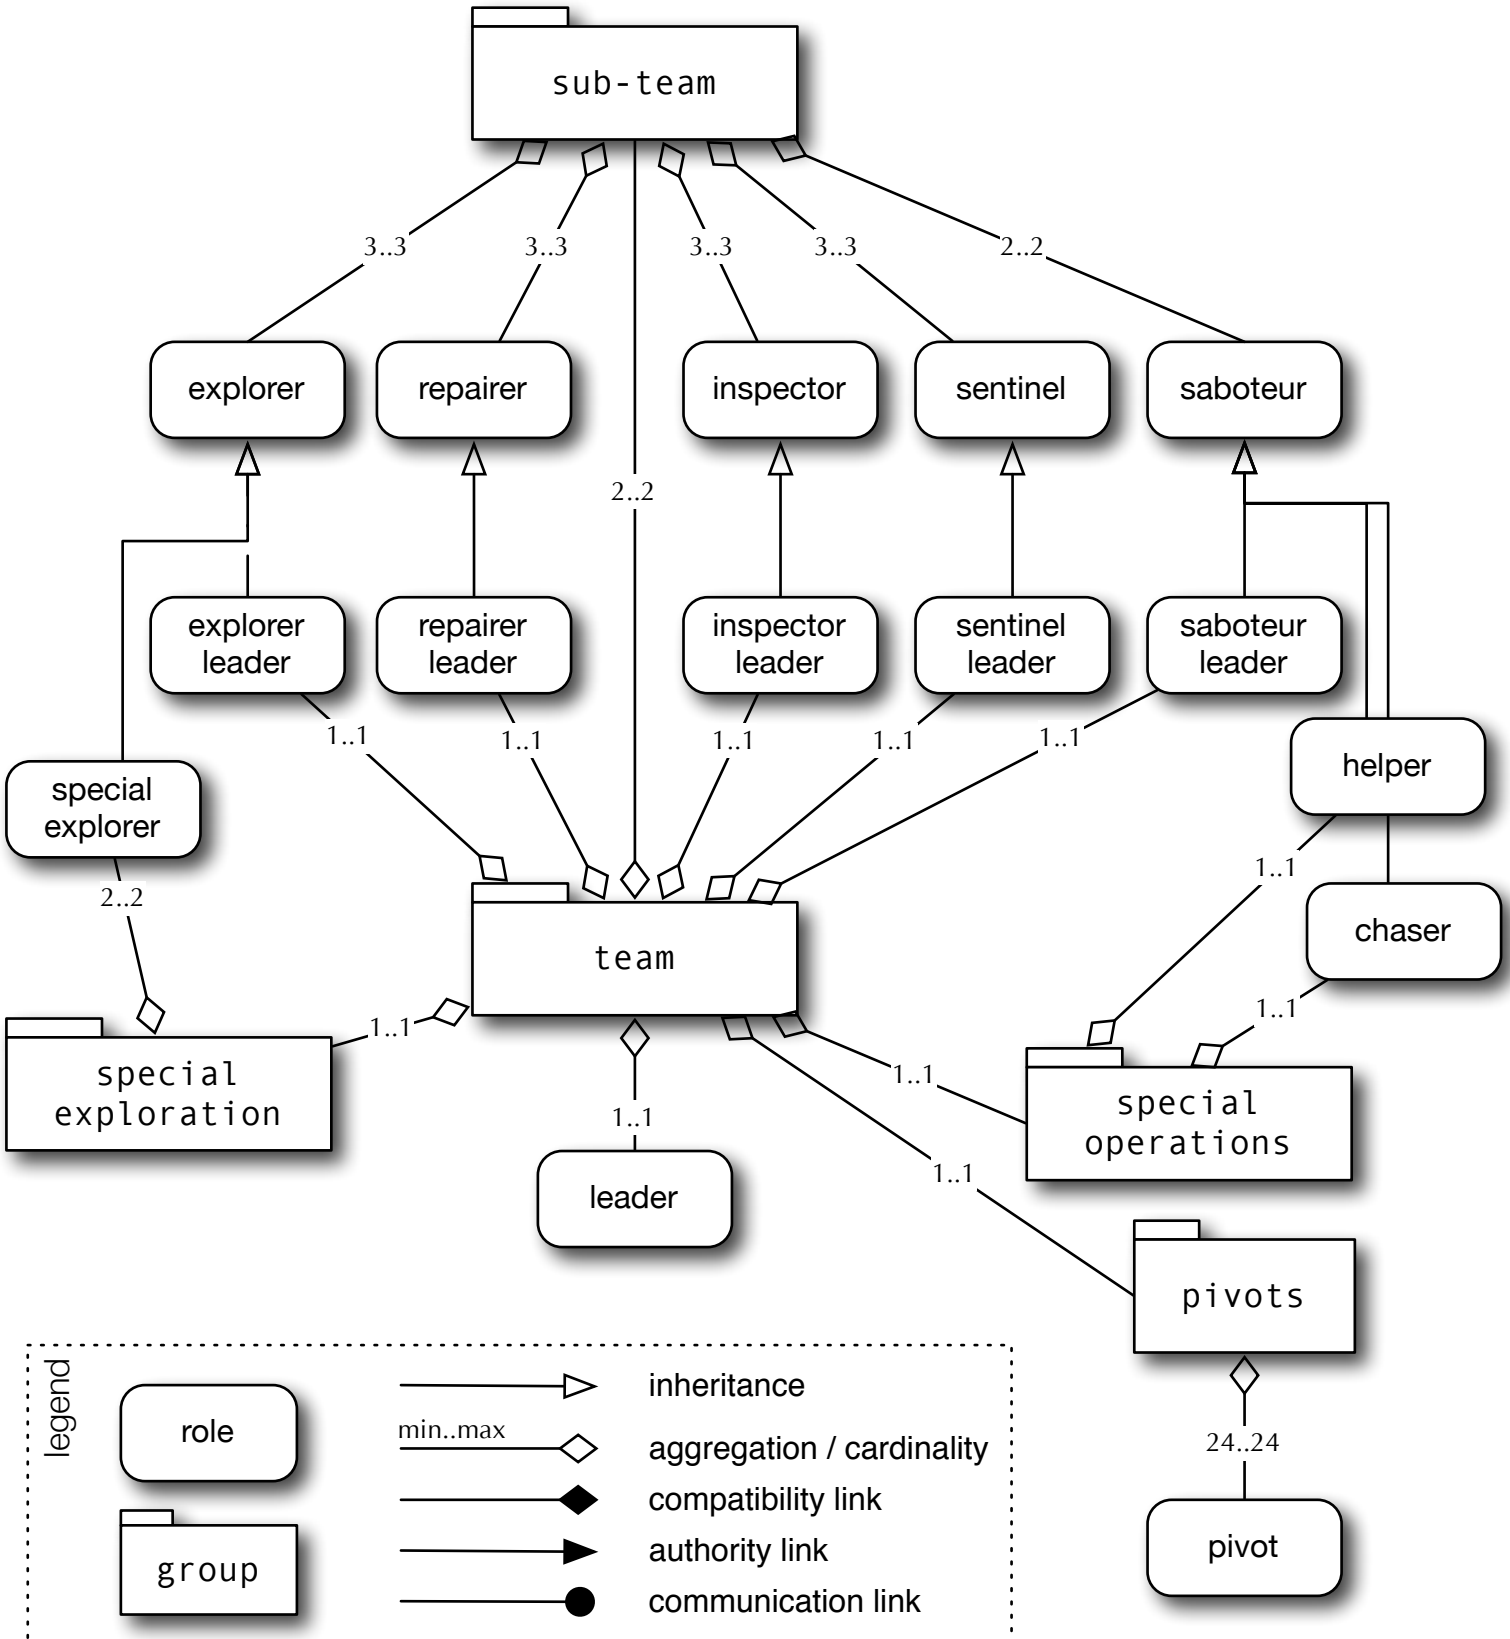 sub-team
3..3
3..3
3..3
3..3
2..2
explorer
repairer
inspector
sentinel
saboteur
2..2
explorer
leader
repairer
leader
inspector
leader
sentinel
leader
saboteur
leader
1..1
1..1
1..1
1..1
1..1
helper
special
explorer
1..1
2..2
chaser
team
1..1
1..1
special
exploration
1..1
1..1
special
operations
1..1
leader
pivots
legend
role
group
inheritance
min..max
aggregation / cardinality
compatibility link
authority link
communication link
24..24
pivot